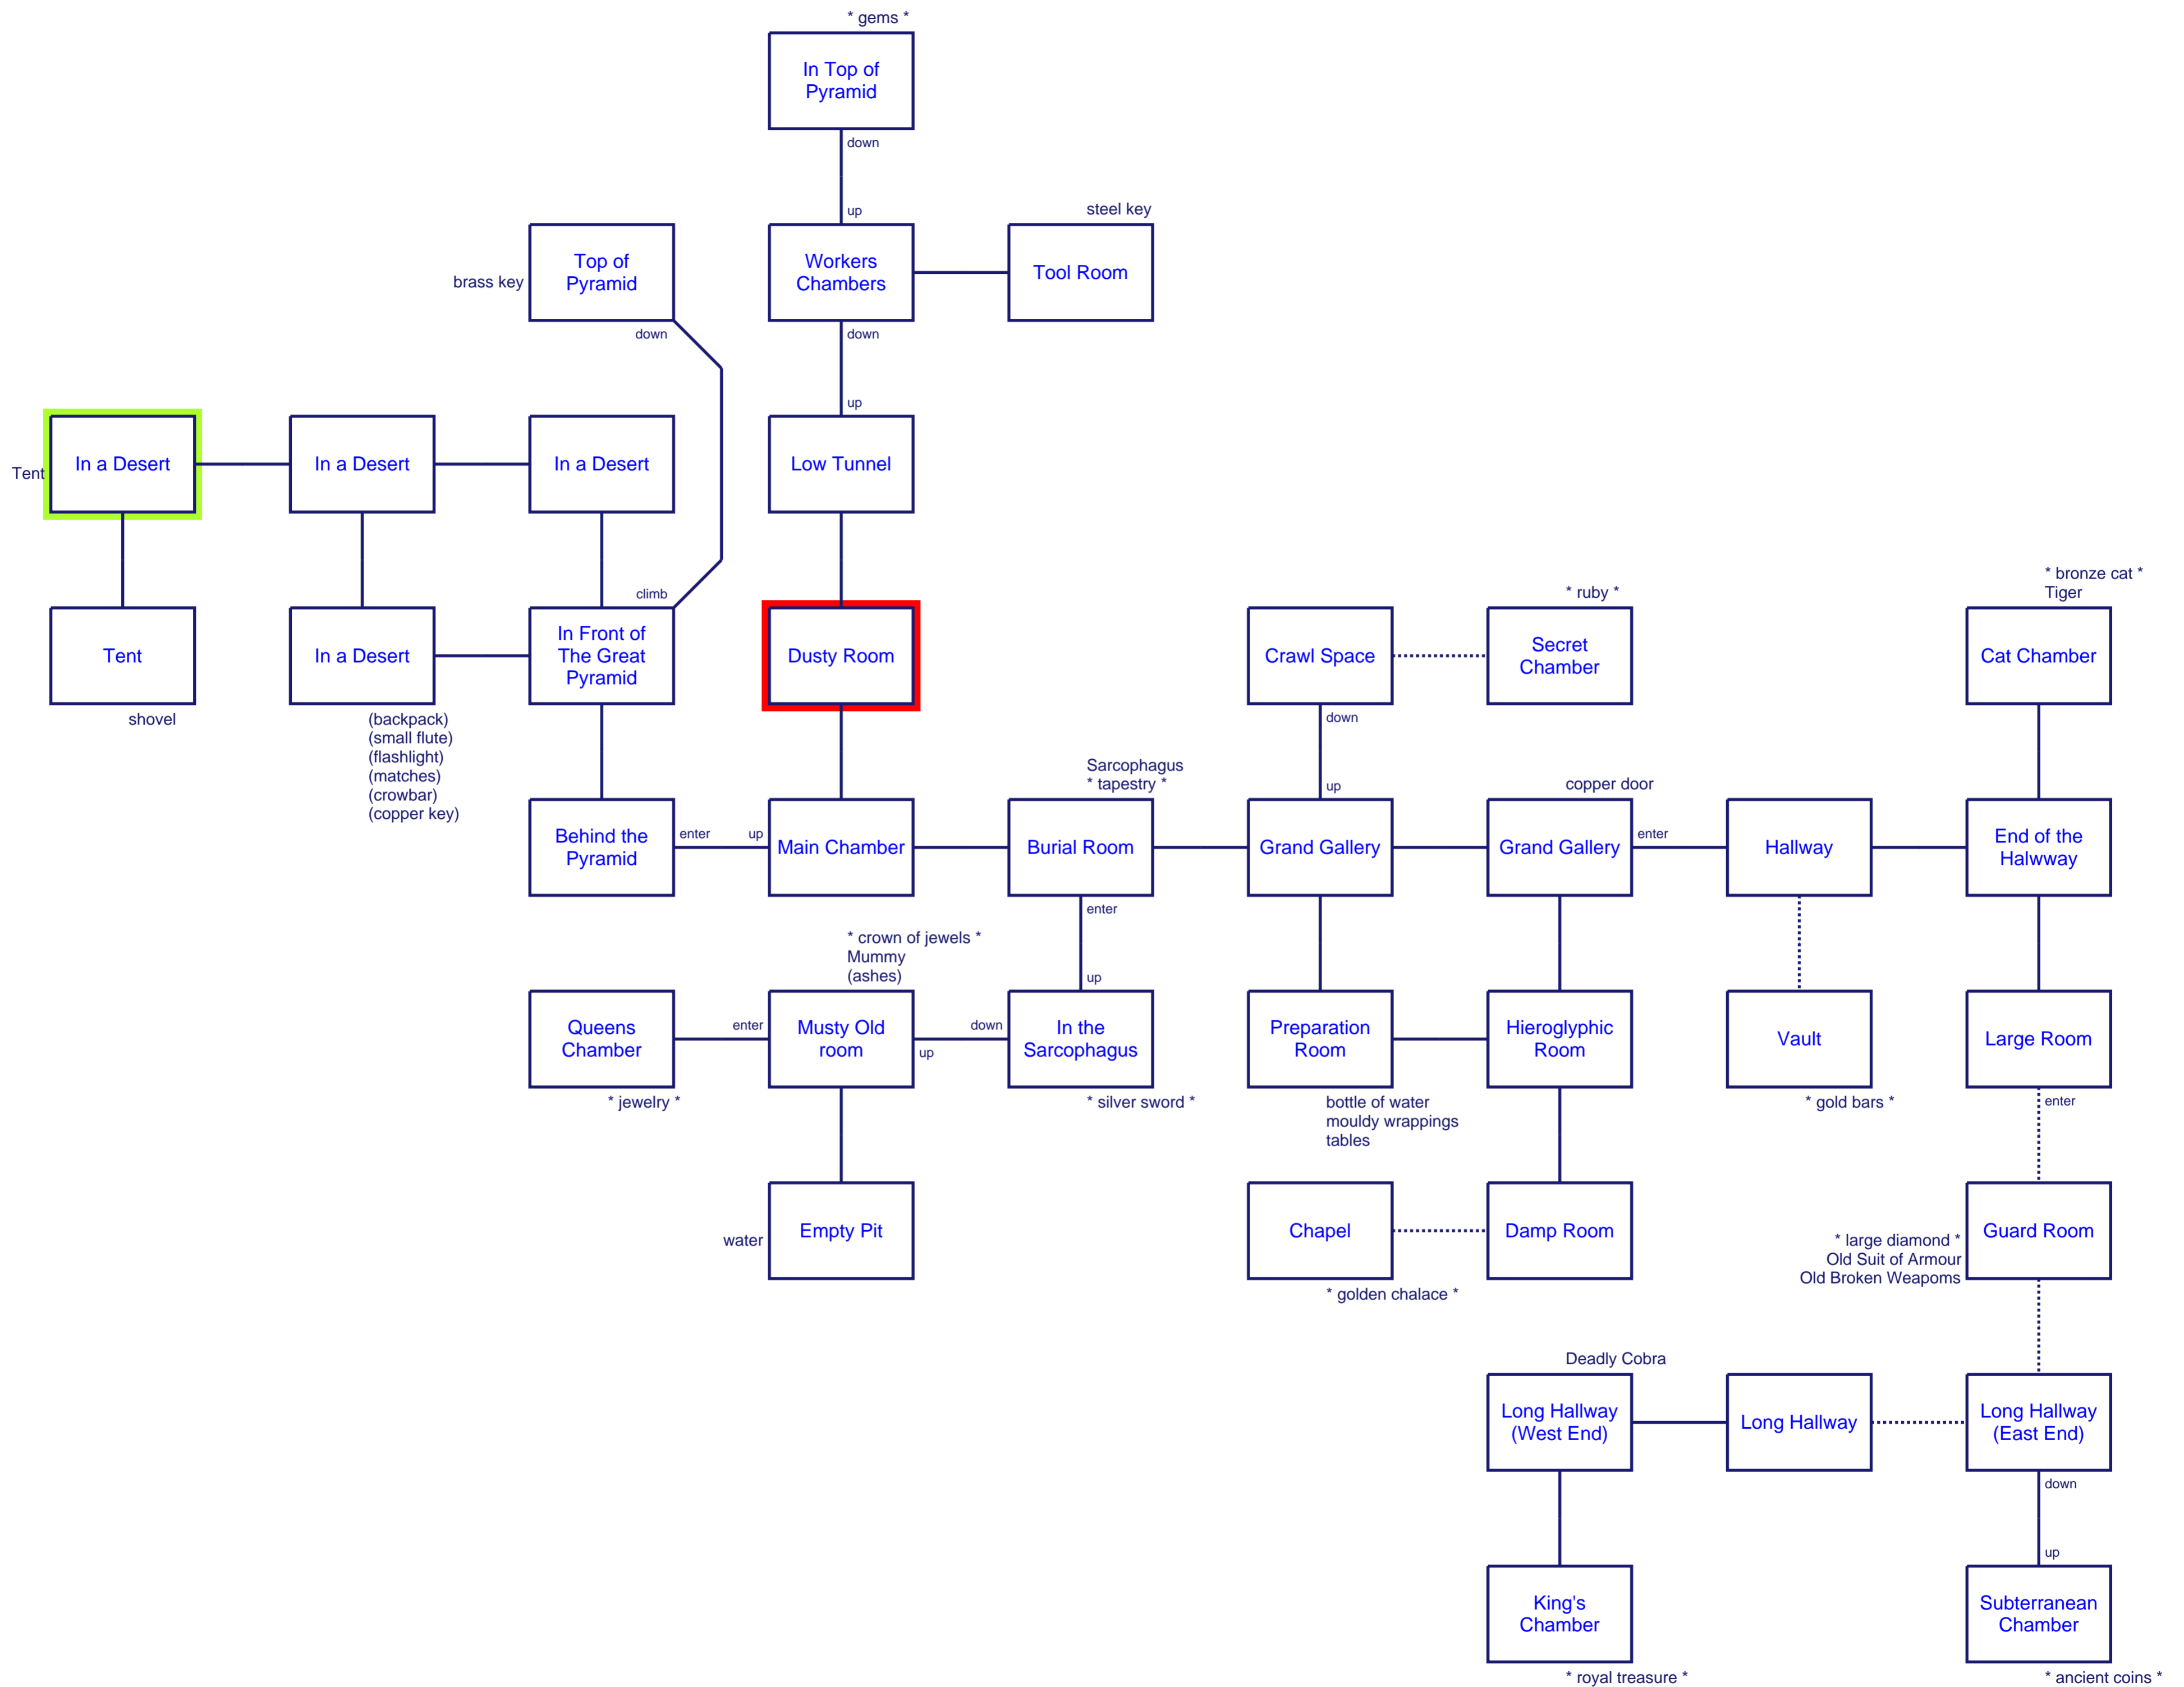 * gems *
In Top of
Pyramid
down
up
steel key
brass key
Top of
Pyramid
Workers
Chambers
Tool Room
down
down
up
Tent
In a Desert
In a Desert
In a Desert
Low Tunnel
climb
* ruby *
* bronze cat *
Tiger
Tent
In a Desert
In Front of
The Great
Pyramid
Dusty Room
Crawl Space
Secret
Chamber
Cat Chamber
shovel
(backpack)
(small flute)
(flashlight)
(matches)
(crowbar)
(copper key)
down
up
Sarcophagus
* tapestry *
copper door
Behind the
Pyramid
enter
up
Main Chamber
Burial Room
Grand Gallery
Grand Gallery
enter
Hallway
End of the
Halwway
enter
up
* crown of jewels *
Mummy
(ashes)
Queens
Chamber
enter
Musty Old
room
down
up
In the
Sarcophagus
Preparation
Room
Hieroglyphic
Room
Vault
Large Room
* jewelry *
* silver sword *
bottle of water
mouldy wrappings
tables
* gold bars *
enter
water
Empty Pit
Chapel
Damp Room
Guard Room
* large diamond *
Old Suit of Armour
Old Broken Weapoms
* golden chalace *
Deadly Cobra
Long Hallway
(West End)
Long Hallway
Long Hallway
(East End)
down
up
King's
Chamber
Subterranean
Chamber
* royal treasure *
* ancient coins *